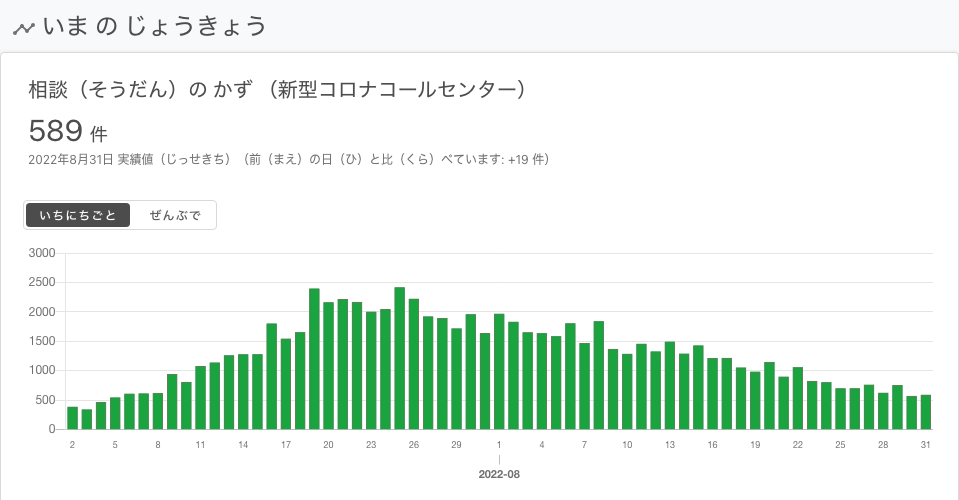 いま の じょうきょう
相談（そうだん）の かず （新型コロナコールセンター）
589 件
2022年8月31日 実績値（じっせきち）（前（まえ）の日（ひ）と比（くら）べています: +19 件）
いちにちごと ぜんぶで
3000
2500
2000
1500
1000
500
0
2 5 8 11 14 17 20 23 26 29 1 4 7 10 13 16 19 22 25 28 31
2022-08